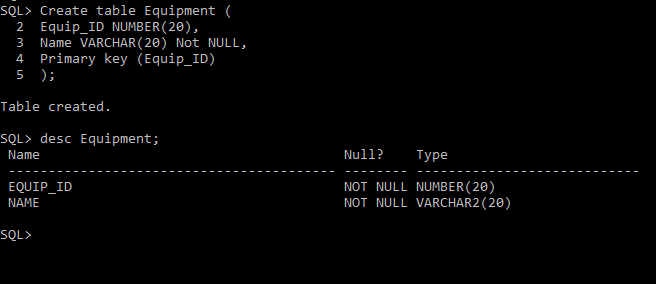 SQL> Create table Equipment (
  2  Equip_ID NUMBER(20),
  3  Name VARCHAR(20) Not NULL,
  4  Primary key (Equip_ID)
  5  );
Table created.
SQL> desc Equipment;
 Name                                      Null?    Type
 ----------------------------------------- -------- ----------------------------
 EQUIP_ID                                  NOT NULL NUMBER(20)
 NAME                                      NOT NULL VARCHAR2(20)
SQL>